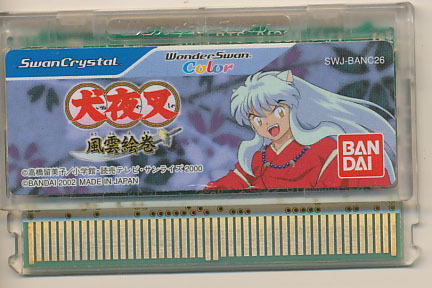 SwanCrystal
WonderSwan
Color
SWJ-BANC26
犬夜叉
風雲絵巻
©高橋留美子/小学館・読売テレビ・サンライズ2000
©BANDAI 2002 MADE IN JAPAN
BAN
DAI